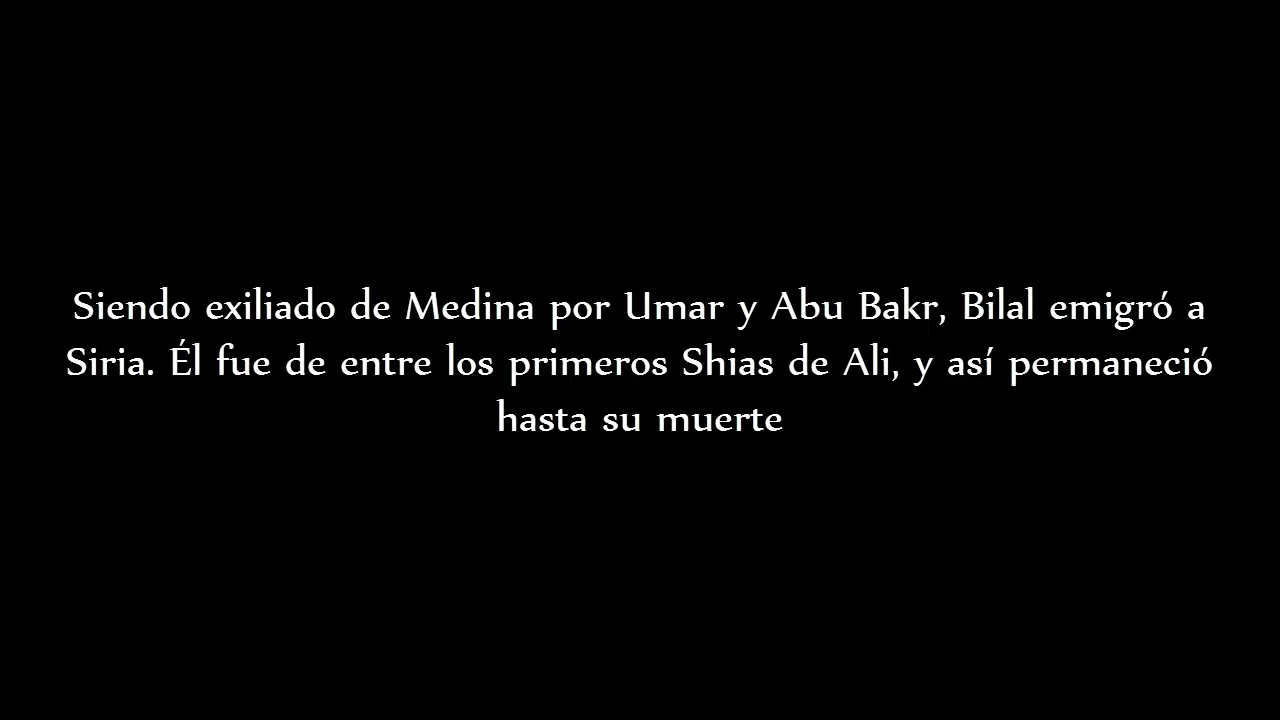 Siendo exiliado de Medina por Umar y Abu Bakr, Bilal emigró a
Siria. Él fue de entre los primeros Shias de Ali, y así permaneció
hasta su muerte